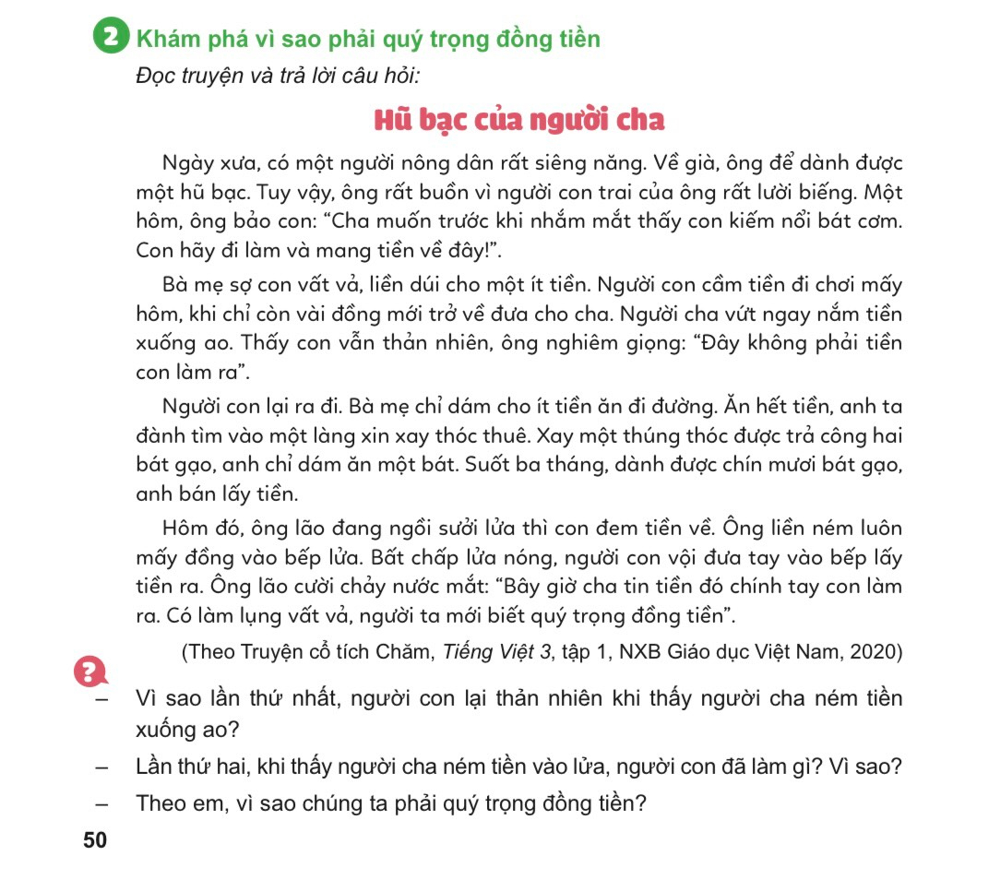 2 Khám phá vì sao phải quý trọng đồng tiền
Đọc truyện và trả lời câu hỏi:
Hũ bạc của người cha
Ngày xưa, có một người nông dân rất siêng năng. Về già, ông để dành được
một hũ bạc. Tuy vậy, ông rất buồn vì người con trai của ông rất lười biếng. Một
hôm, ông bảo con: “Cha muốn trước khi nhắm mắt thấy con kiếm nổi bát cơm.
Con hãy đi làm và mang tiền về đây!”.
Bà mẹ sợ con vất vả, liền dúi cho một ít tiền. Người con cầm tiền đi chơi mấy
hôm, khi chỉ còn vài đồng mới trở về đưa cho cha. Người cha vứt ngay nắm tiền
xuống ao. Thấy con vẫn thản nhiên, ông nghiêm giọng: “Đây không phải tiền
con làm ra”.
Người con lại ra đi. Bà mẹ chỉ dám cho ít tiền ăn đi đường. Ăn hết tiền, anh ta
đành tìm vào một làng xin xay thóc thuê. Xay một thúng thóc được trả công hai
bát gạo, anh chỉ dám ăn một bát. Suốt ba tháng, dành được chín mươi bát gạo,
anh bán lấy tiền.
Hôm đó, ông lão đang ngồi sưởi lửa thì con đem tiền về. Ông liền ném luôn
mấy đồng vào bếp lửa. Bất chấp lửa nóng, người con vội đưa tay vào bếp lấy
tiền ra. Ông lão cười chảy nước mắt: “Bây giờ cha tin tiền đó chính tay con làm
ra. Có làm lụng vất vả, người ta mới biết quý trọng đồng tiền”.
(Theo Truyện cổ tích Chăm, Tiếng Việt 3, tập 1, NXB Giáo dục Việt Nam, 2020)
?
– Vì sao lần thứ nhất, người con lại thản nhiên khi thấy người cha ném tiền
xuống ao?
– Lần thứ hai, khi thấy người cha ném tiền vào lửa, người con đã làm gì? Vì sao?
– Theo em, vì sao chúng ta phải quý trọng đồng tiền?
50